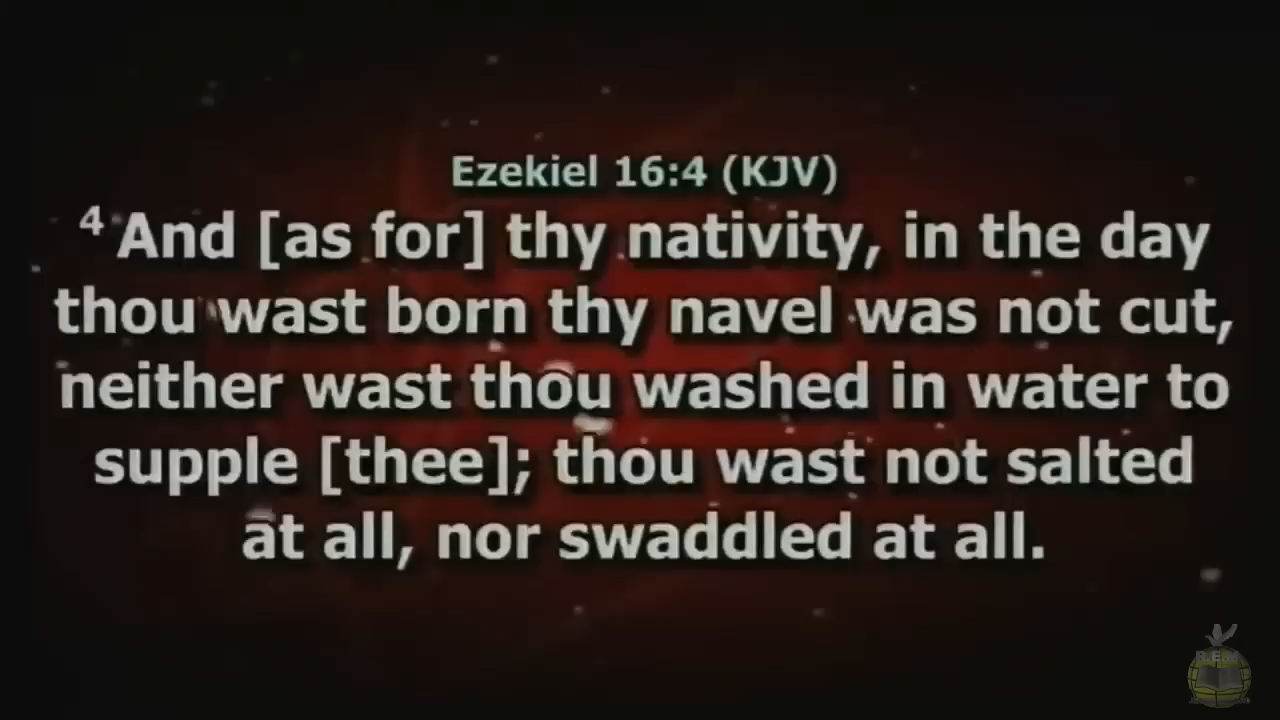 Ezekiel 16:4 (KJV)
4 And [as for] thy nativity, in the day
thou wast born thy navel was not cut,
neither wast thou washed in water to
supple [thee]; thou wast not salted
at all, nor swaddled at all.
R.E.M